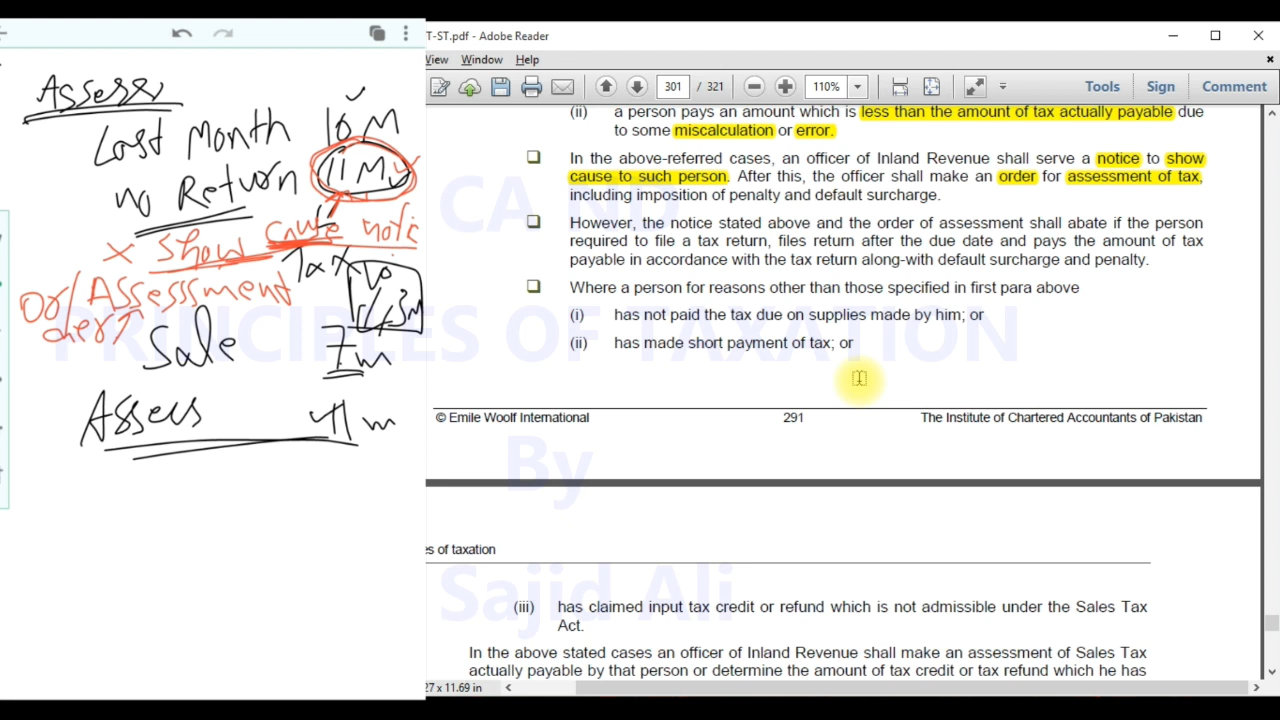 Assess
Last Month 10 M
no Return 11 M
x show cause notic
Tax
Or/Assessment
der
Sale 7m
Assess 11 m
T-ST.pdf - Adobe Reader
View Window Help
301 / 321 110% Tools Sign Comment
(ii) a person pays an amount which is less than the amount of tax actually payable due
to some miscalculation or error.
In the above-referred cases, an officer of Inland Revenue shall serve a notice to show
cause to such person. After this, the officer shall make an order for assessment of tax,
including imposition of penalty and default surcharge.
However, the notice stated above and the order of assessment shall abate if the person
required to file a tax return, files return after the due date and pays the amount of tax
payable in accordance with the tax return along-with default surcharge and penalty.
Where a person for reasons other than those specified in first para above
(i) has not paid the tax due on supplies made by him; or
(ii) has made short payment of tax; or
© Emile Woolf International 291 The Institute of Chartered Accountants of Pakistan
es of taxation
(iii) has claimed input tax credit or refund which is not admissible under the Sales Tax
Act.
In the above stated cases an officer of Inland Revenue shall make an assessment of Sales Tax
actually payable by that person or determine the amount of tax credit or tax refund which he has
27 x 11.69 in
PRINCIPLES OF TAXATION
By
Sajid Ali